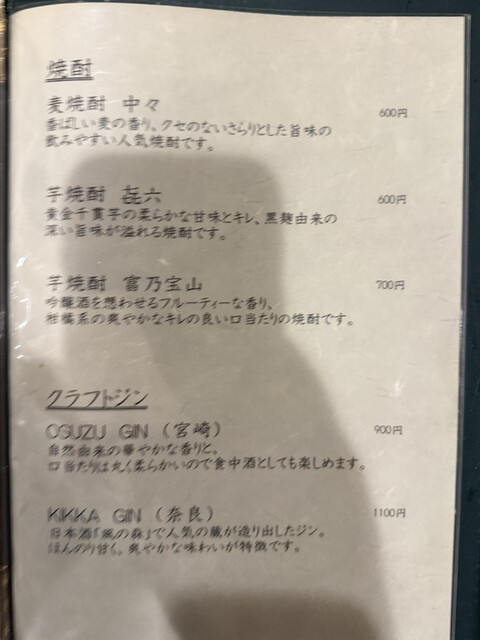 焼酎
麦焼酎 中々 600円
香ばしい麦の香り。クセのないさらりとした旨味の
飲みやすい人気焼酎です。
芋焼酎 㐂六 600円
黄金千貫芋の柔らかな甘味とキレ、黒麹由来の
深い旨味が溢れる焼酎です。
芋焼酎 富乃宝山 700円
吟醸酒を想わせるフルーティーな香り、
柑橘系の爽やかなキレの良い口当たりの焼酎です。
クラフトジン
OSUZU GIN (宮崎) 900円
自然由来の華やかな香りと。
口当たりは丸く柔らかいので食中酒としても楽しめます。
KIKKA GIN (奈良) 1100円
日本酒「風の森」で人気の蔵が造り出したジン。
ほんのり甘く。爽やかな味わいが特徴です。